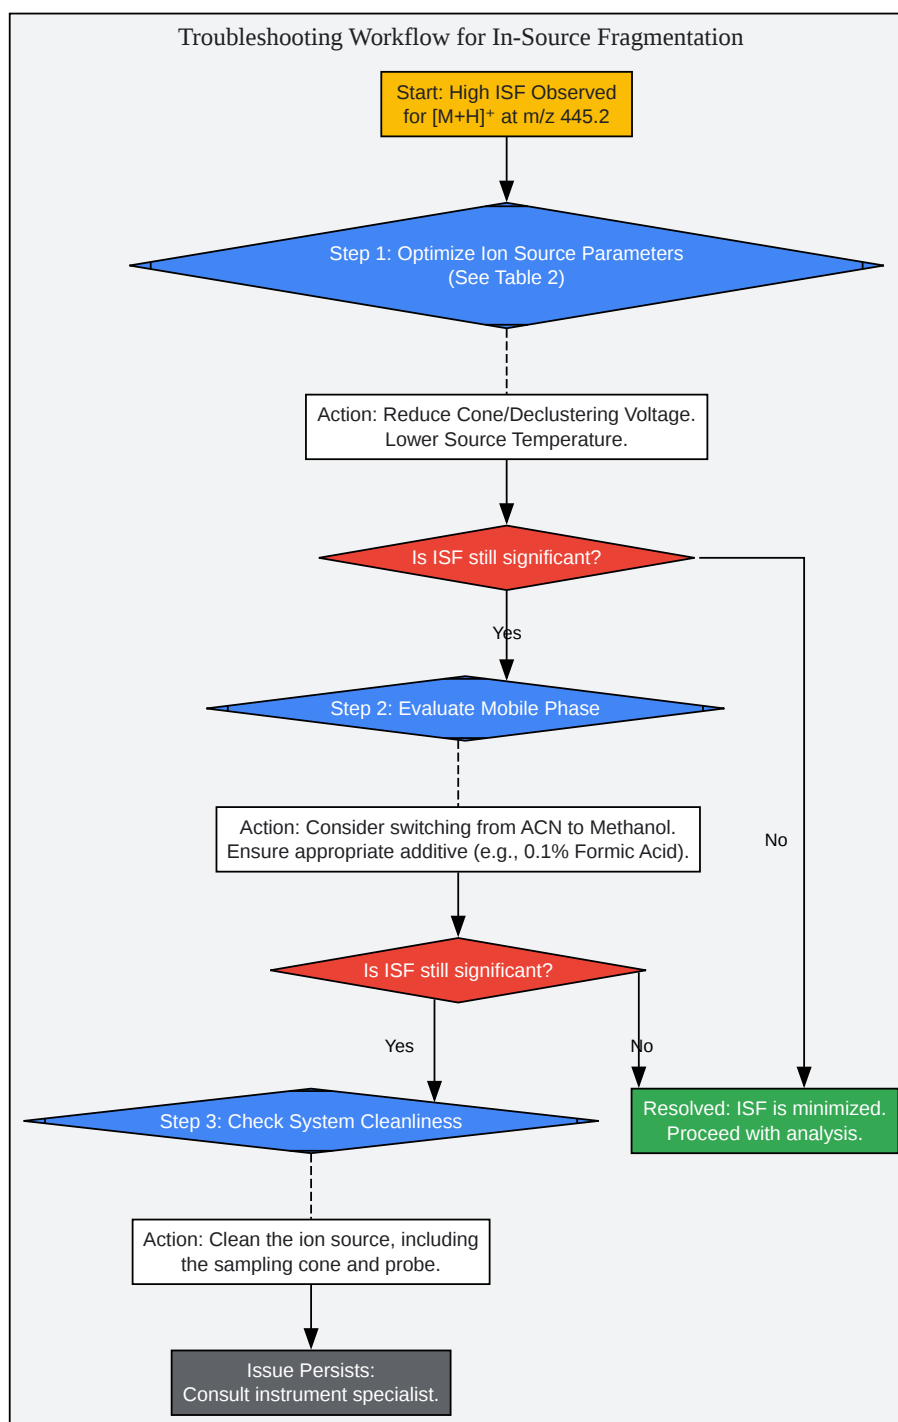 Troubleshooting Workflow for In-Source Fragmentation
Start: High ISF Observed
for [M+H]⁺ at m/z 445.2
Step 1: Optimize Ion Source Parameters
(See Table 2)
Action: Reduce Cone/Declustering Voltage.
Lower Source Temperature.
Is ISF still significant?
Yes
Step 2: Evaluate Mobile Phase
Action: Consider switching from ACN to Methanol.
Ensure appropriate additive (e.g., 0.1% Formic Acid).
No
Is ISF still significant?
Yes
No
Step 3: Check System Cleanliness
Resolved: ISF is minimized.
Proceed with analysis.
Action: Clean the ion source, including
the sampling cone and probe.
Issue Persists:
Consult instrument specialist.